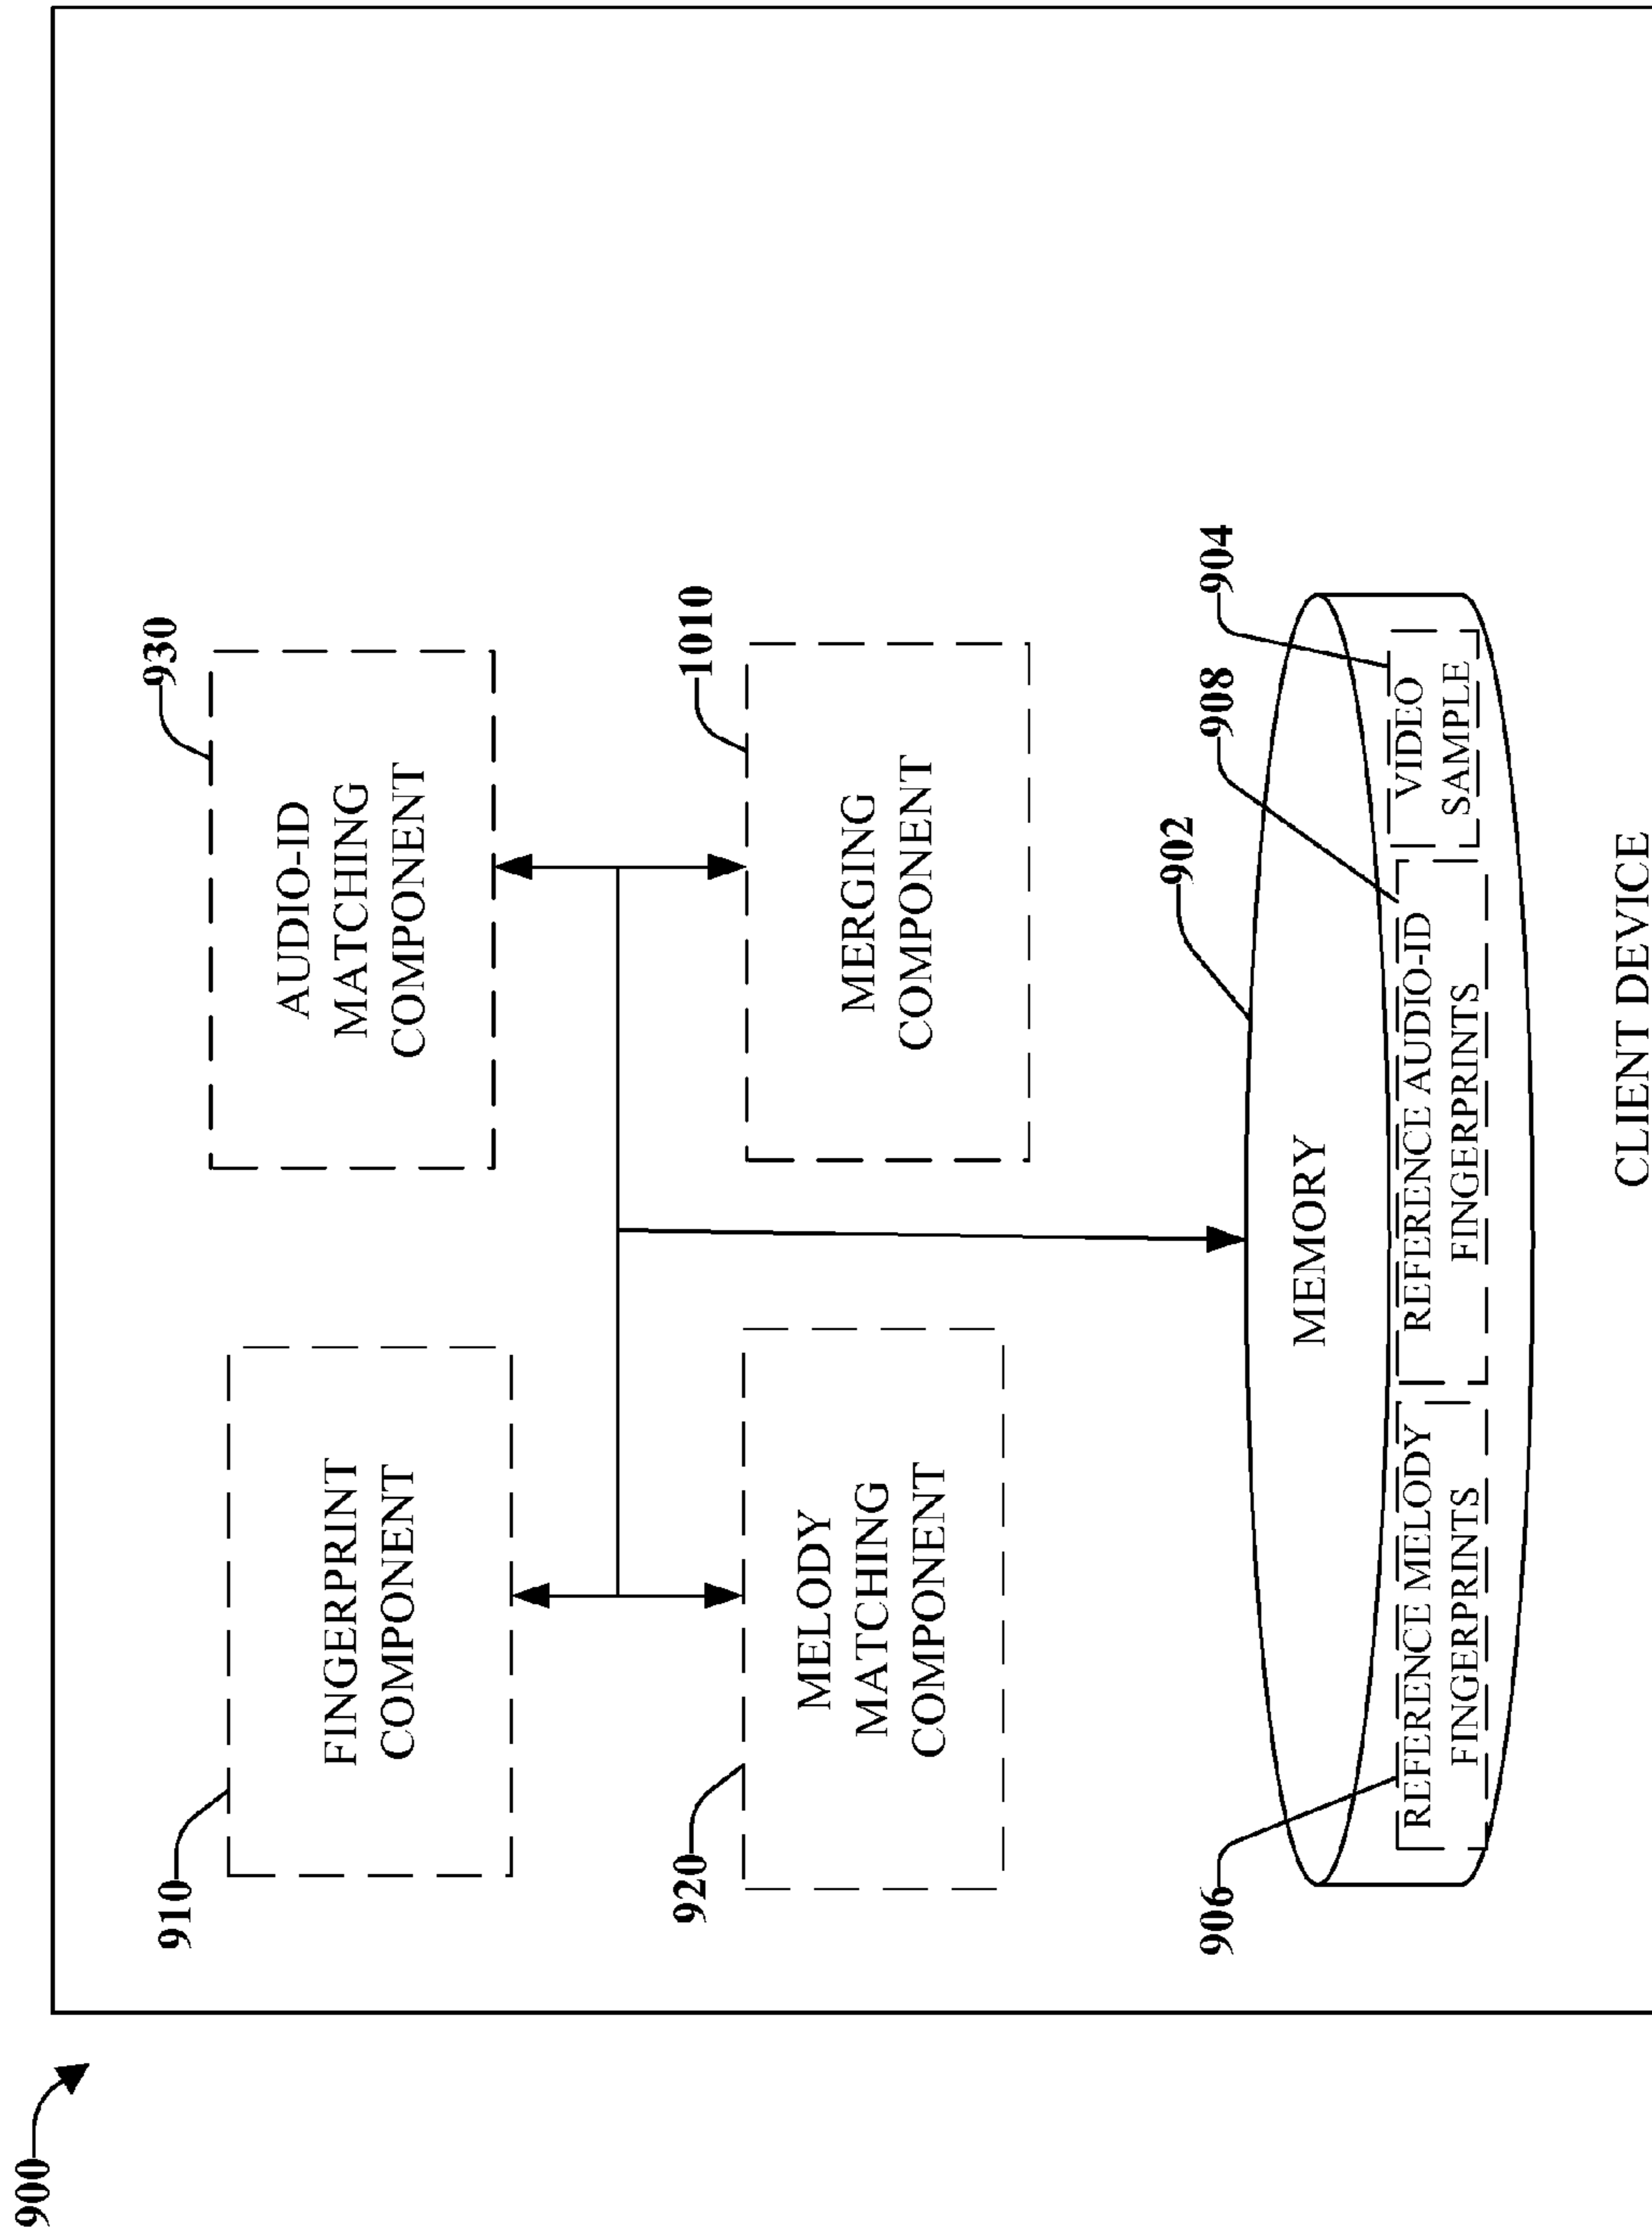 900
910
FINGERPRINT
COMPONENT
930
AUDIO-ID
MATCHING
COMPONENT
920
MELODY
MATCHING
COMPONENT
1010
MERGING
COMPONENT
902
MEMORY
906
REFERENCE MELODY
FINGERPRINTS
908
REFERENCE AUDIO-ID
FINGERPRINTS
904
VIDEO
SAMPLE
CLIENT DEVICE